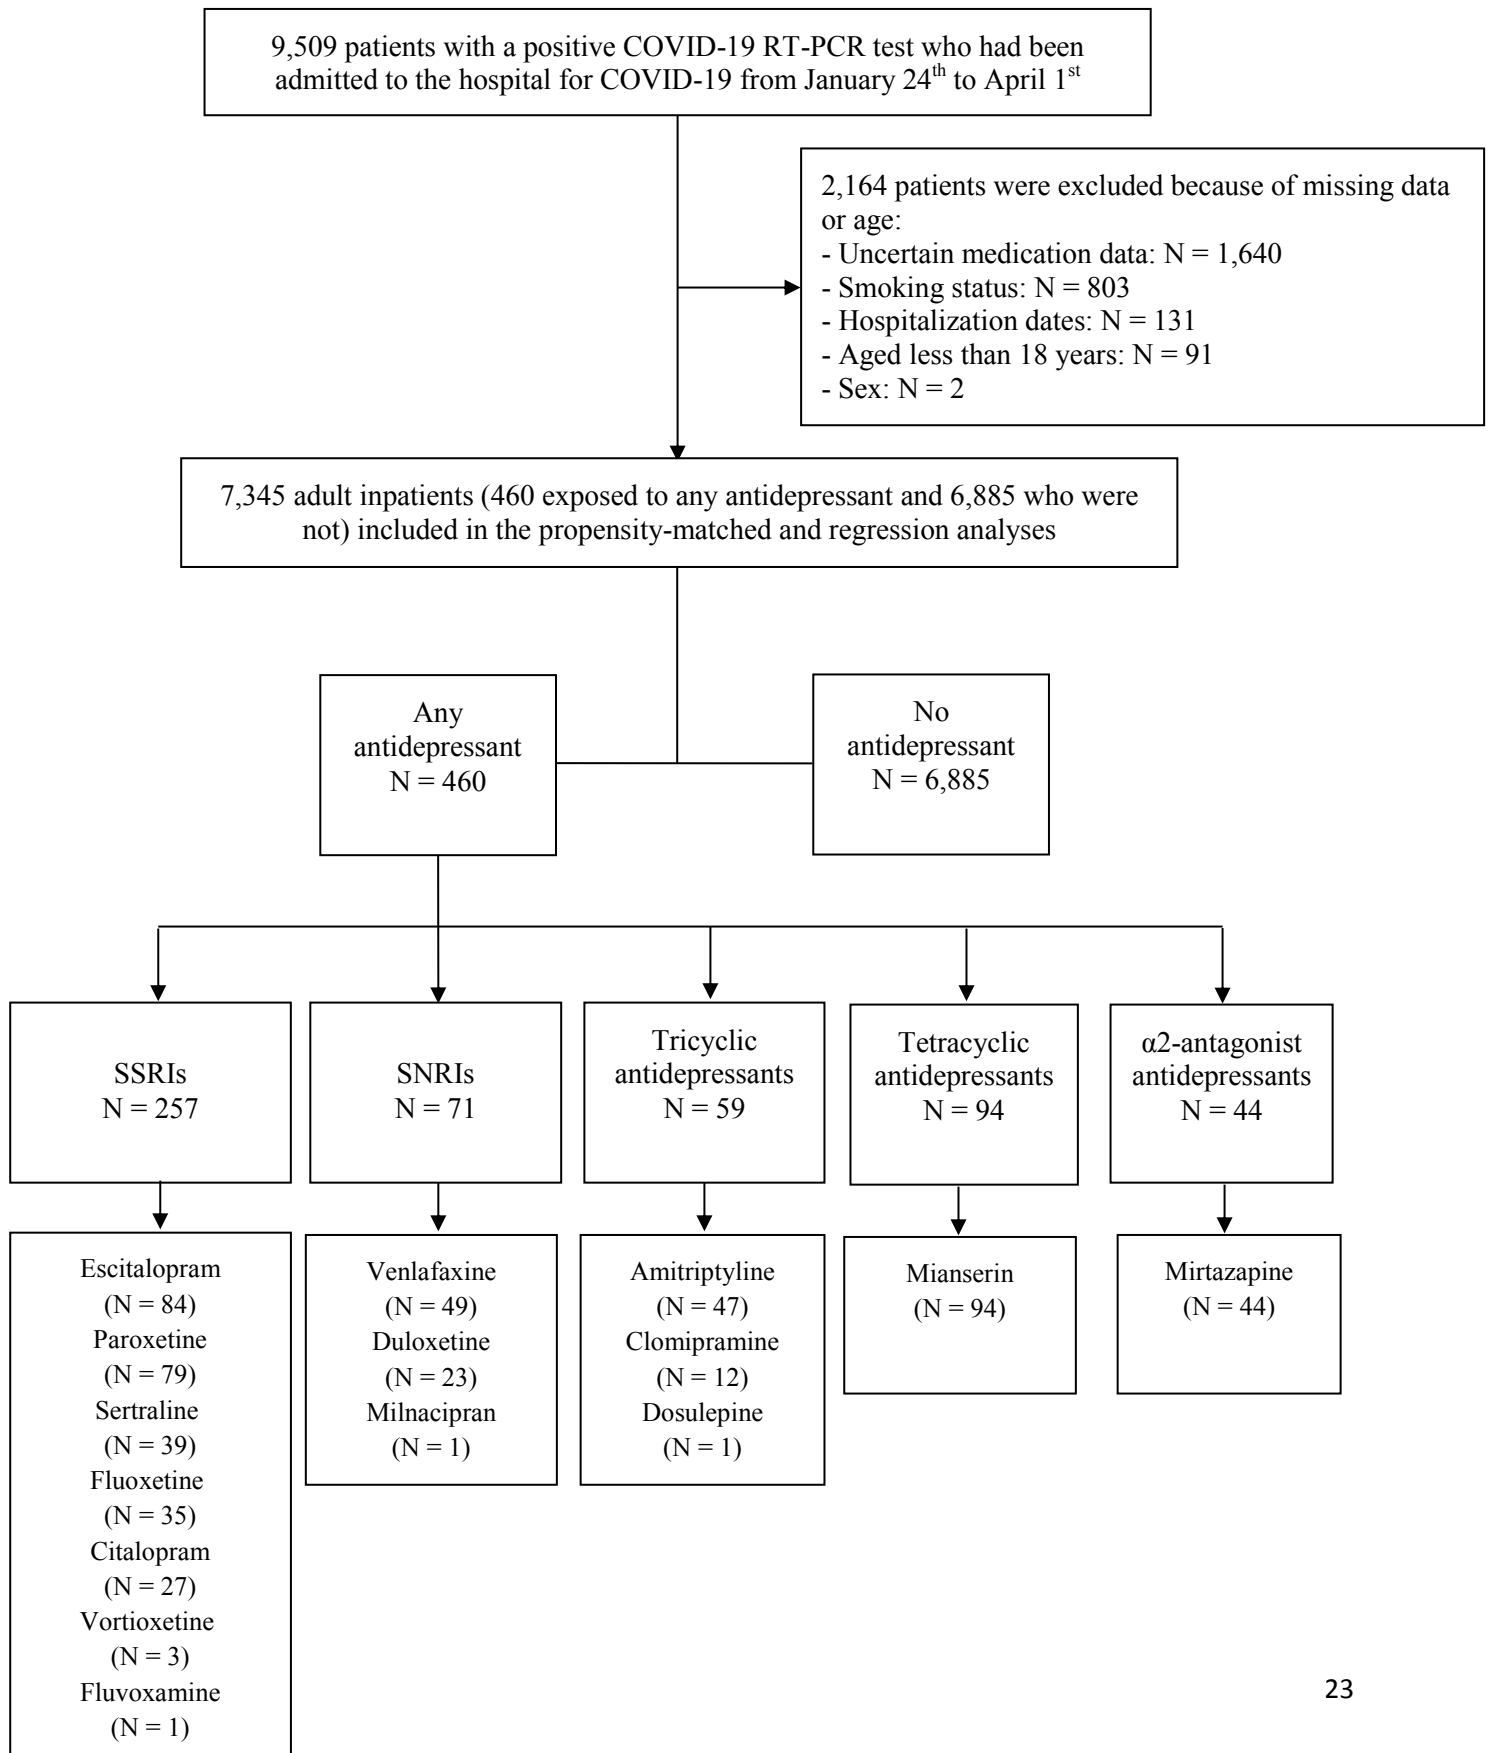 9,509 patients with a positive COVID-19 RT-PCR test who had been
admitted to the hospital for COVID-19 from January 24th to April 1st
2,164 patients were excluded because of missing data
or age:
- Uncertain medication data: N = 1,640
- Smoking status: N = 803
- Hospitalization dates: N = 131
- Aged less than 18 years: N = 91
- Sex: N = 2
7,345 adult inpatients (460 exposed to any antidepressant and 6,885 who were
not) included in the propensity-matched and regression analyses
Any
antidepressant
N = 460
No
antidepressant
N = 6,885
SSRIs
N = 257
SNRIs
N = 71
Tricyclic
antidepressants
N = 59
Tetracyclic
antidepressants
N = 94
α2-antagonist
antidepressants
N = 44
Escitalopram
(N = 84)
Paroxetine
(N = 79)
Sertraline
(N = 39)
Fluoxetine
(N = 35)
Citalopram
(N = 27)
Vortioxetine
(N = 3)
Fluvoxamine
(N = 1)
Venlafaxine
(N = 49)
Duloxetine
(N = 23)
Milnacipran
(N = 1)
Amitriptyline
(N = 47)
Clomipramine
(N = 12)
Dosulepine
(N = 1)
Mianserin
(N = 94)
Mirtazapine
(N = 44)
23